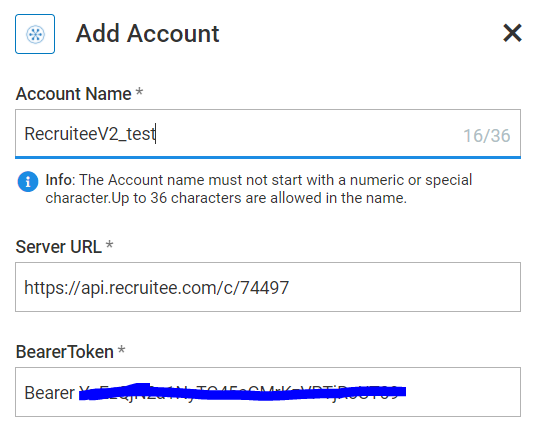 Add Account
Account Name *
RecruiteeV2_test
16/36
Info: The Account name must not start with a numeric or special
character.Up to 36 characters are allowed in the name.
Server URL *
https://api.recruitee.com/c/74497
BearerToken *
Bearer